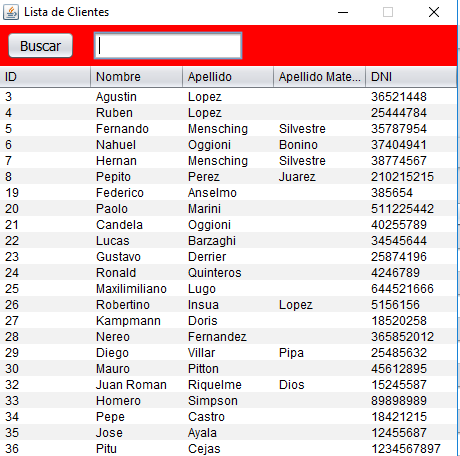 Lista de Clientes
Buscar
ID Nombre Apellido Apellido Mate... DNI
3 Agustin Lopez 36521448
4 Ruben Lopez 25444784
5 Fernando Mensching Silvestre 35787954
6 Nahuel Oggioni Bonino 37404941
7 Hernan Mensching Silvestre 38774567
8 Pepito Perez Juarez 210215215
19 Federico Anselmo 385654
20 Paolo Marini 511225442
21 Candela Oggioni 40255789
22 Lucas Barzaghi 34545644
23 Gustavo Derrier 25874196
24 Ronald Quinteros 4246789
25 Maximilimiliano Lugo 644521666
26 Robertino Insua Lopez 5156156
27 Kampmann Doris 18520258
28 Nereo Fernandez 365852012
29 Diego Villar Pipa 25485632
30 Mauro Pitton 45612895
32 Juan Roman Riquelme Dios 15245587
33 Homero Simpson 89898989
34 Pepe Castro 18421215
35 Jose Ayala 12455687
36 Pitu Cejas 1234567897